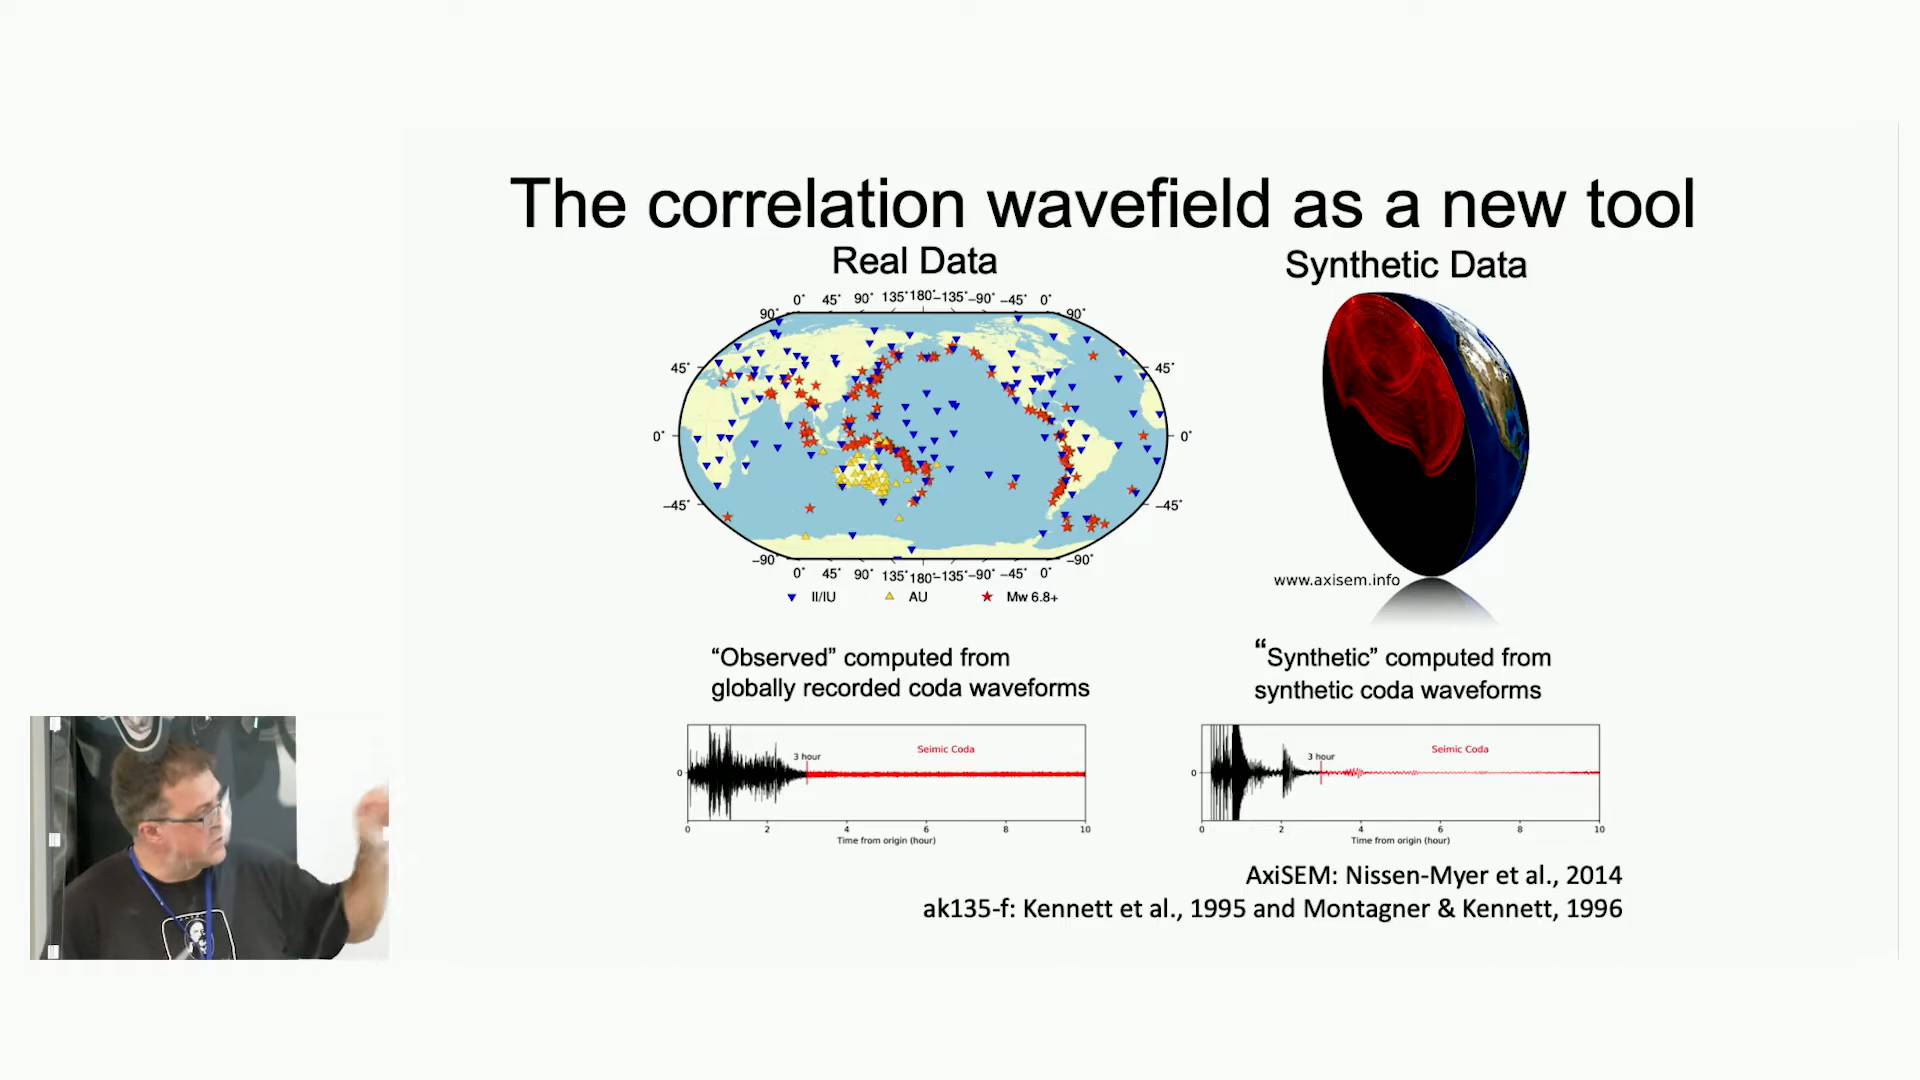 The correlation wavefield as a new tool
Real Data
Synthetic Data
0° 45° 90° 135° 180° -135° -90° -45° 0°
90° 90°
45° 45°
0° 0°
-45° -45°
-90° -90°
0° 45° 90° 135° 180° -135° -90° -45° 0°
II/IU AU Mw 6.8+
www.axisem.info
“Observed” computed from
globally recorded coda waveforms
“Synthetic” computed from
synthetic coda waveforms
3 hour Seimic Coda
0
0 2 4 6 8 10
Time from origin (hour)
3 hour Seimic Coda
0
0 2 4 6 8 10
Time from origin (hour)
AxiSEM: Nissen-Myer et al., 2014
ak135-f: Kennett et al., 1995 and Montagner & Kennett, 1996